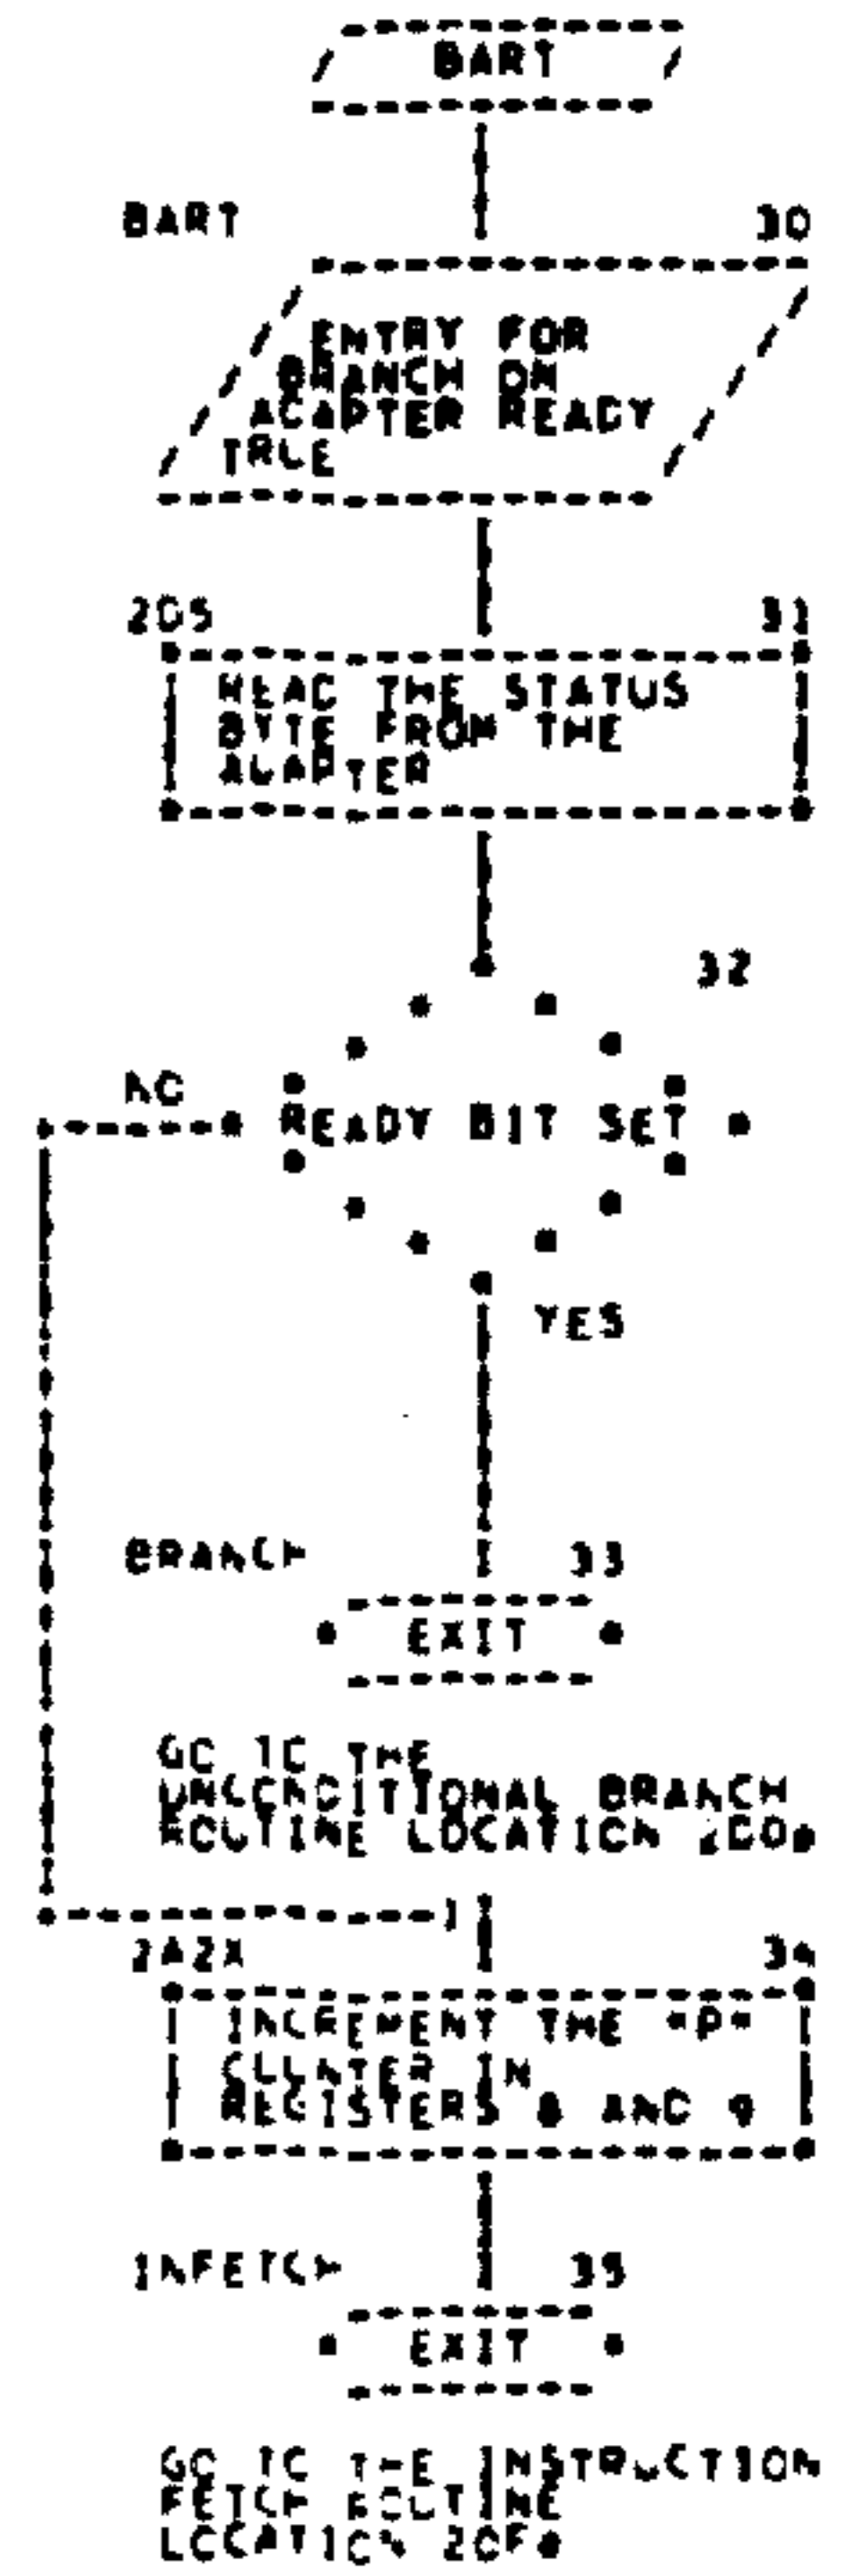 BART
BART 30
ENTRY FOR
BRANCH ON
ADAPTER READY
TRUE
205 31
READ THE STATUS
BYTE FROM THE
ADAPTER
32
NO
READY BIT SET
YES
BRANCH 33
EXIT
GO TO THE
UNCONDITIONAL BRANCH
ROUTINE LOCATION
2A2X 34
INCREMENT THE "P"
COUNTER IN
REGISTERS 8 AND 9
INFETCH 35
EXIT
GO TO THE INSTRUCTION
FETCH ROUTINE
LOCATION